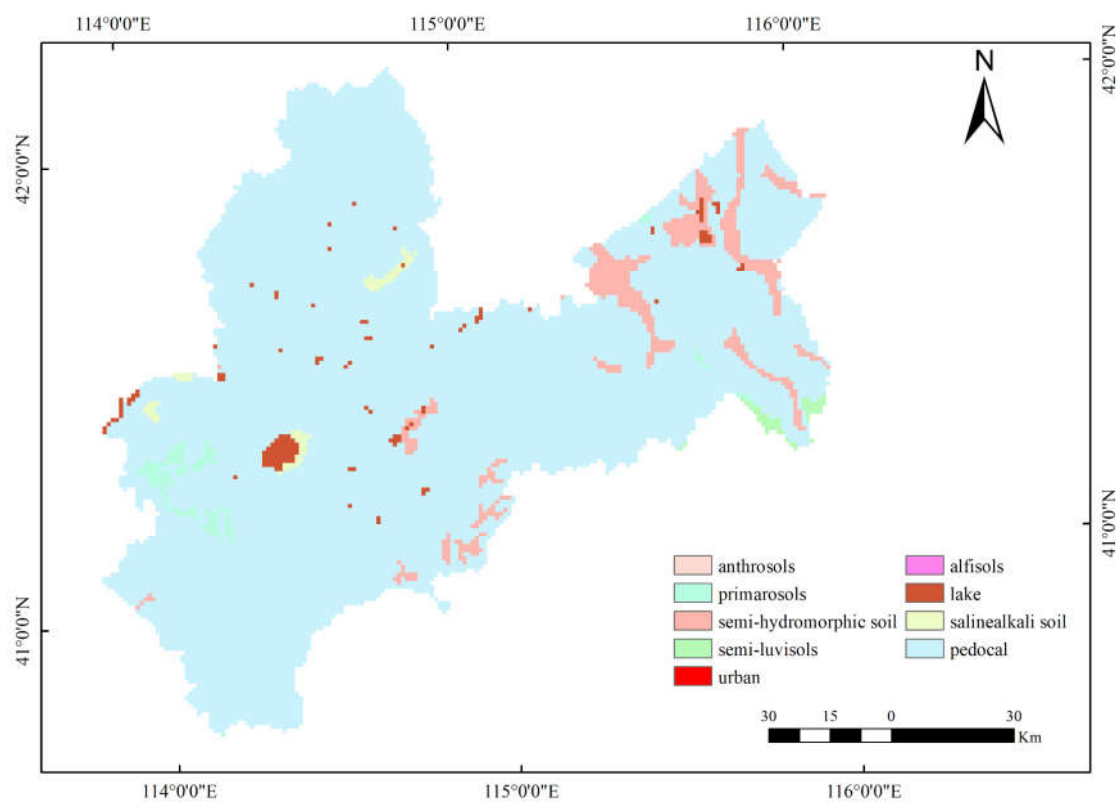 114°0'0"E 115°0'0"E 116°0'0"E
42°0'0"N
N
42°0'0"N
41°0'0"N
41°0'0"N
anthrosols alfisols
primarosols lake
semi-hydromorphic soil salinealkali soil
semi-luvisols pedocal
urban
30 15 0 30
Km
114°0'0"E 115°0'0"E 116°0'0"E